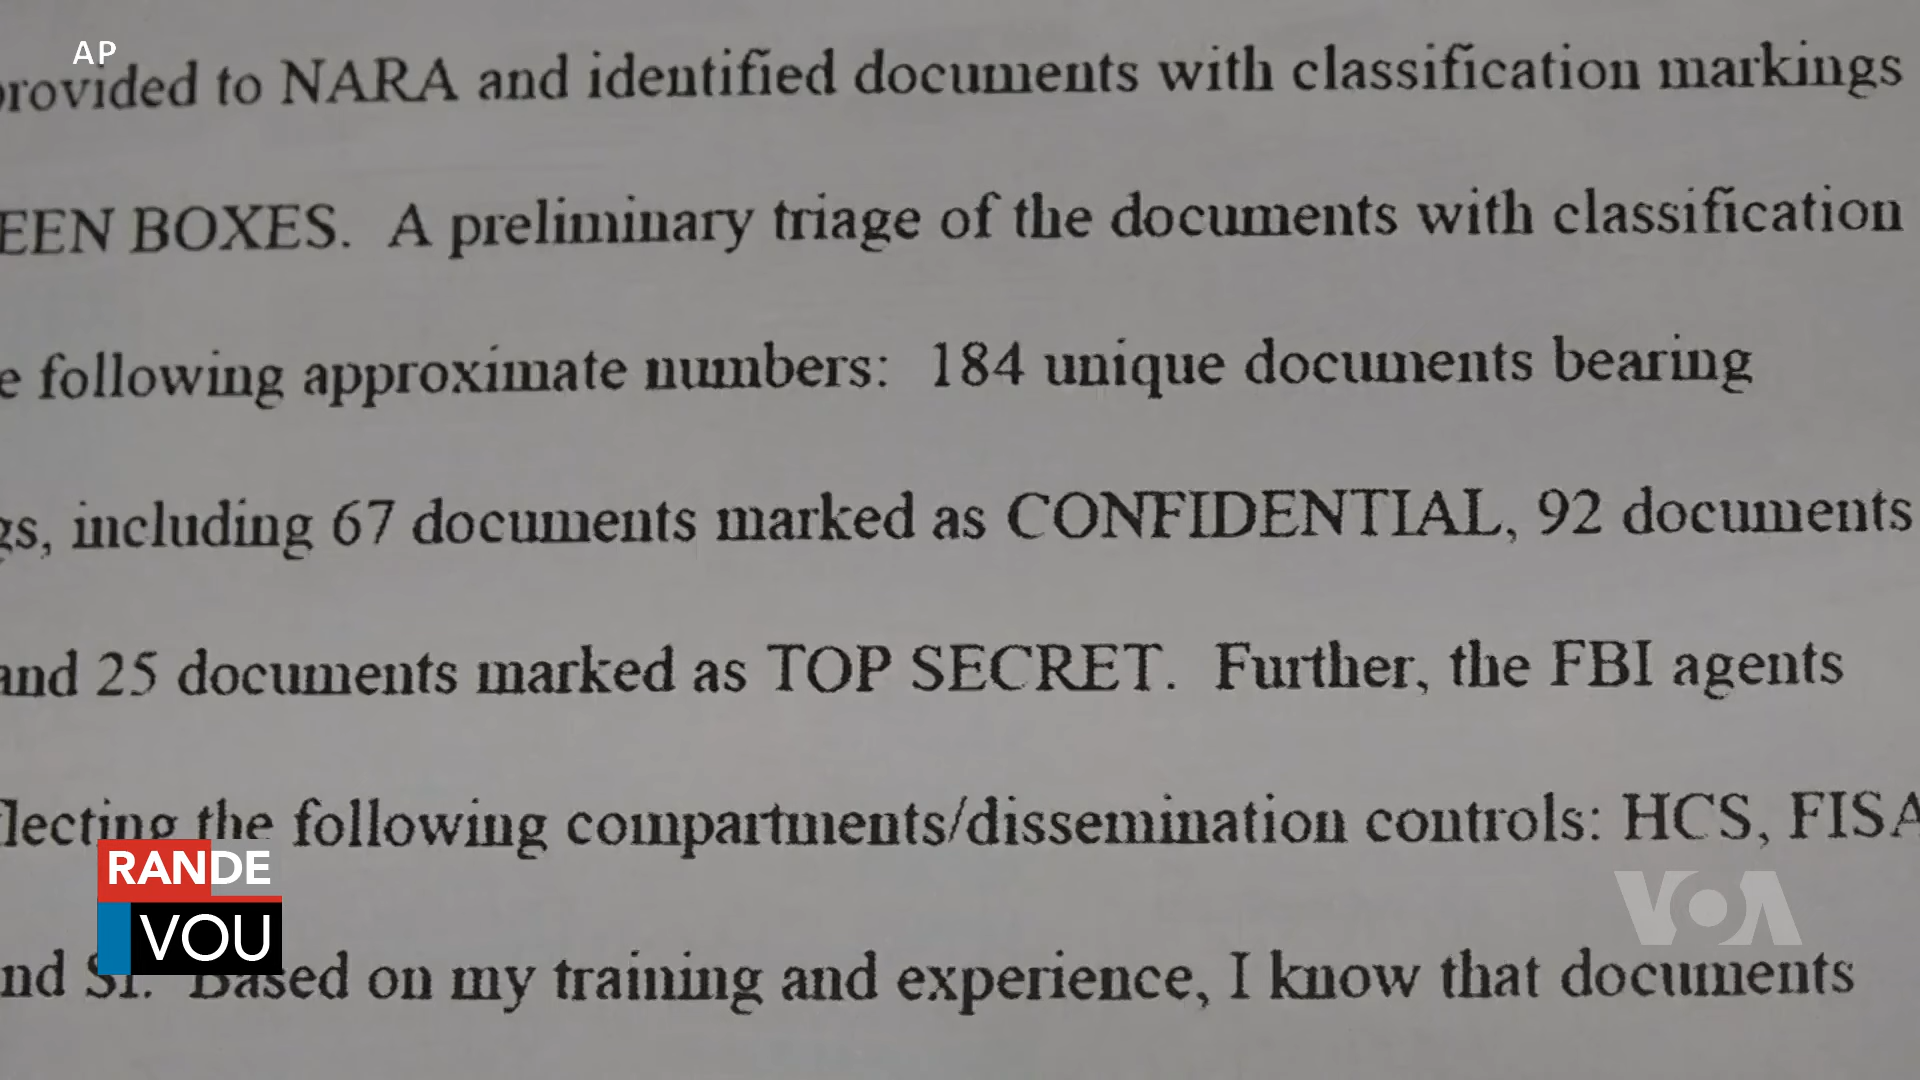 AP
provided to NARA and identified documents with classification markings
EEN BOXES. A preliminary triage of the documents with classification
e following approximate numbers: 184 unique documents bearing
gs, including 67 documents marked as CONFIDENTIAL, 92 documents
and 25 documents marked as TOP SECRET. Further, the FBI agents
lecting the following compartments/dissemination controls: HCS, FISA
RANDE
VOU
VOA
nd SI. Based on my training and experience, I know that documents